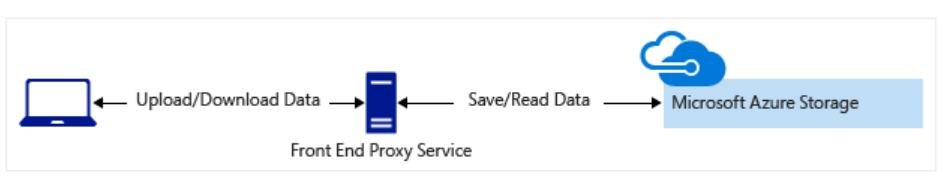 Upload/Download Data
Save/Read Data
Microsoft Azure Storage
Front End Proxy Service